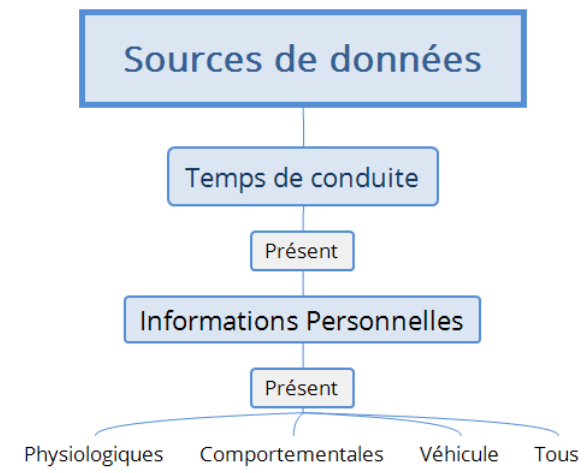 Sources de données
Temps de conduite
Présent
Informations Personnelles
Présent
Physiologiques Comportementales Véhicule Tous